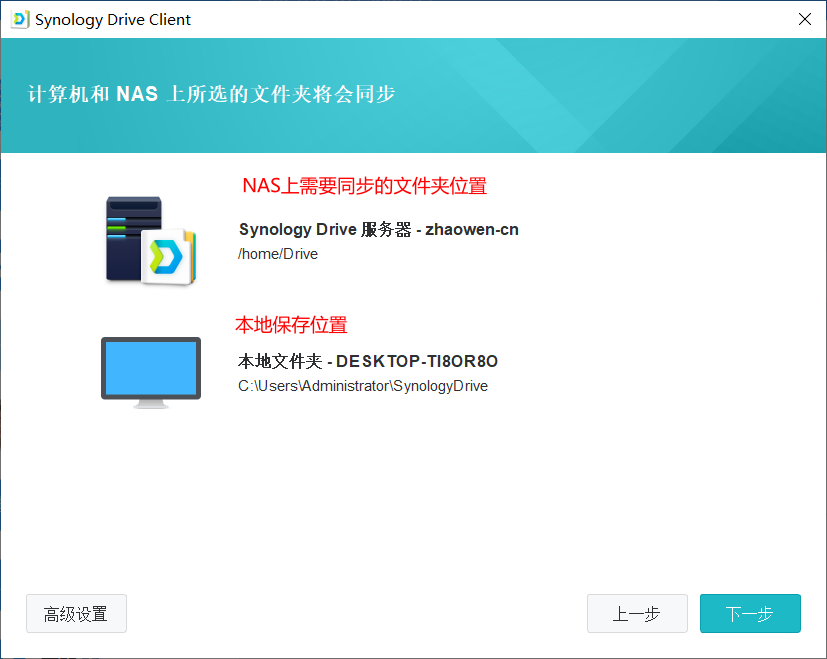 Synology Drive Client
计算机和 NAS 上所选的文件夹将会同步
NAS上需要同步的文件夹位置
Synology Drive 服务器 - zhaowen-cn
/home/Drive
本地保存位置
本地文件夹 - DESKTOP-TI8OR8O
C:\Users\Administrator\SynologyDrive
高级设置
上一步
下一步